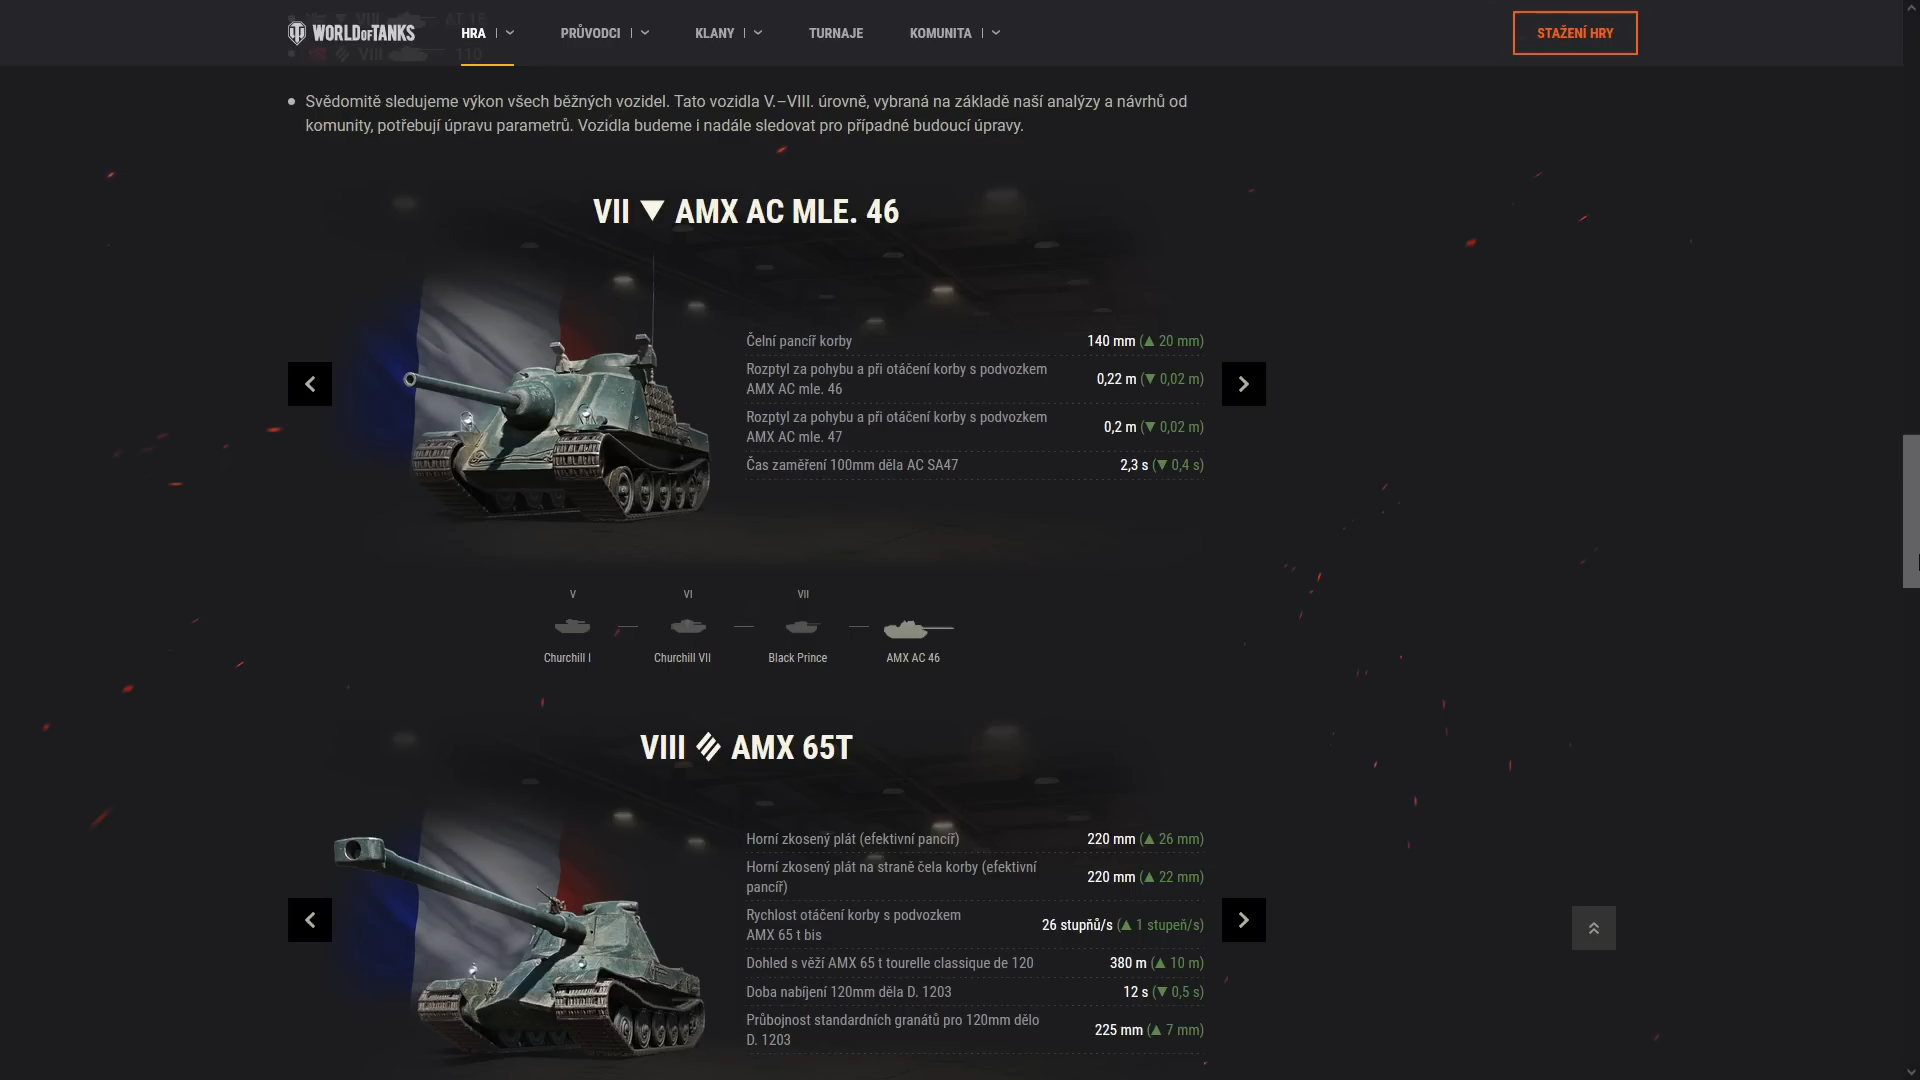 WORLD OF TANKS
HRA
PRŮVODCI
KLANY
TURNAJE
KOMUNITA
STAŽENÍ HRY
VIII
110
Svědomitě sledujeme výkon všech běžných vozidel. Tato vozidla V.–VIII. úrovně, vybraná na základě naší analýzy a návrhů od
komunity, potřebují úpravu parametrů. Vozidla budeme i nadále sledovat pro případné budoucí úpravy.
VII ▼ AMX AC MLE. 46
Čelní pancíř korby 140 mm (▲ 20 mm)
Rozptyl za pohybu a při otáčení korby s podvozkem
AMX AC mle. 46 0,22 m (▼ 0,02 m)
Rozptyl za pohybu a při otáčení korby s podvozkem
AMX AC mle. 47 0,2 m (▼ 0,02 m)
Čas zaměření 100mm děla AC SA47 2,3 s (▼ 0,4 s)
V VI VII
Churchill I Churchill VII Black Prince AMX AC 46
VIII AMX 65T
Horní zkosený plát (efektivní pancíř) 220 mm (▲ 26 mm)
Horní zkosený plát na straně čela korby (efektivní
pancíř) 220 mm (▲ 22 mm)
Rychlost otáčení korby s podvozkem
AMX 65 t bis 26 stupňů/s (▲ 1 stupeň/s)
Dohled s věží AMX 65 t tourelle classique de 120 380 m (▲ 10 m)
Doba nabíjení 120mm děla D. 1203 12 s (▼ 0,5 s)
Průbojnost standardních granátů pro 120mm dělo
D. 1203 225 mm (▲ 7 mm)